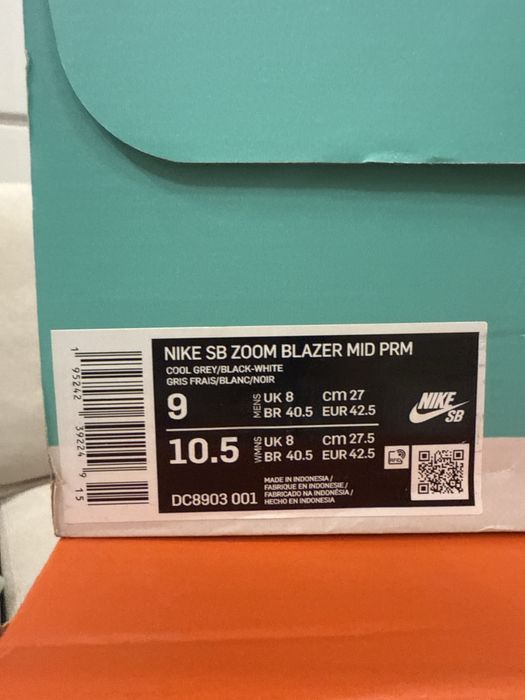 NIKE SB ZOOM BLAZER MID PRM
COOL GREY/BLACK-WHITE
GRIS FRAIS/BLANC/NOIR
9 MENS UK 8 CM 27
BR 40.5 EUR 42.5
10.5 WMNS UK 8 CM 27.5
BR 40.5 EUR 42.5
NIKE SB
RFID
DC8903 001
MADE IN INDONESIA /
FABRIQUE EN INDONESIE /
FABRICADO NA INDONÉSIA /
HECHO EN INDONESIA
1 95242 39224 9 15